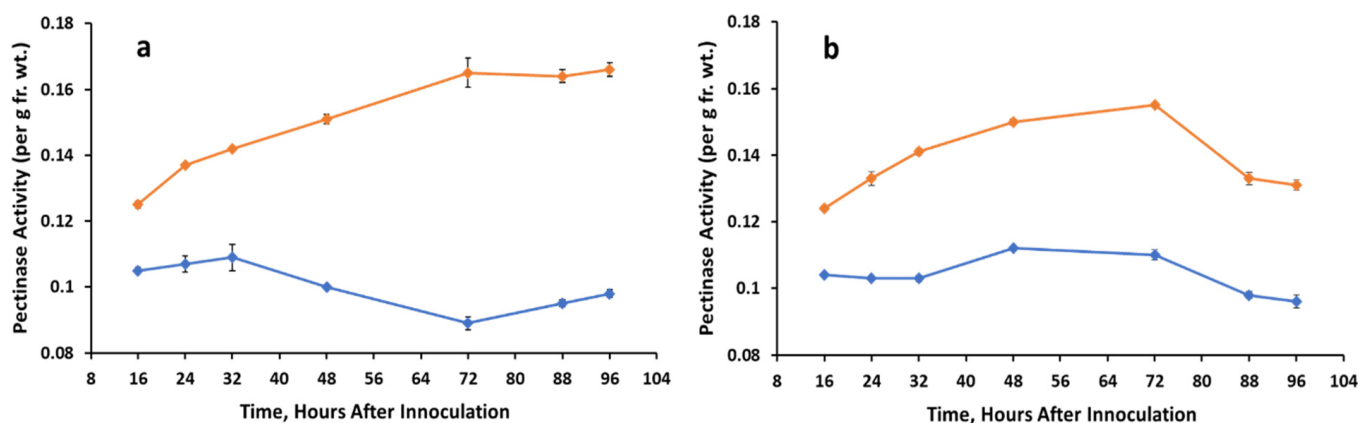 a
Pectinase Activity (per g fr. wt.)
0.18
0.16
0.14
0.12
0.1
0.08
8 16 24 32 40 48 56 64 72 80 88 96 104
Time, Hours After Innoculation
b
Pectinase Activity (per g fr. wt.)
0.18
0.16
0.14
0.12
0.1
0.08
8 16 24 32 40 48 56 64 72 80 88 96 104
Time, Hours After Innoculation